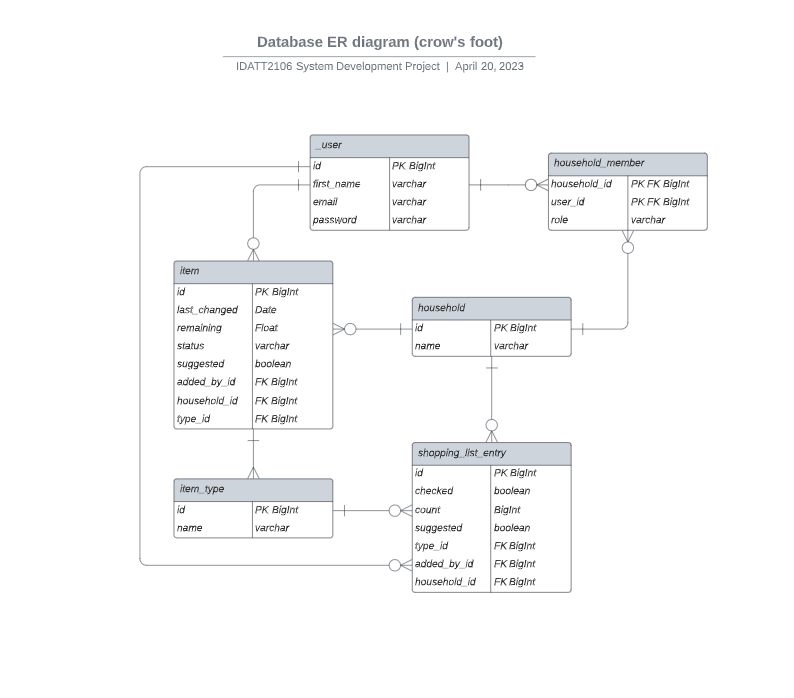 Database ER diagram (crow's foot)
IDATT2106 System Development Project | April 20, 2023
_user
id PK BigInt
first_name varchar
email varchar
password varchar
household_member
household_id PK FK BigInt
user_id PK FK BigInt
role varchar
item
id PK BigInt
last_changed Date
remaining Float
status varchar
suggested boolean
added_by_id FK BigInt
household_id FK BigInt
type_id FK BigInt
household
id PK BigInt
name varchar
item_type
id PK BigInt
name varchar
shopping_list_entry
id PK BigInt
checked boolean
count BigInt
suggested boolean
type_id FK BigInt
added_by_id FK BigInt
household_id FK BigInt